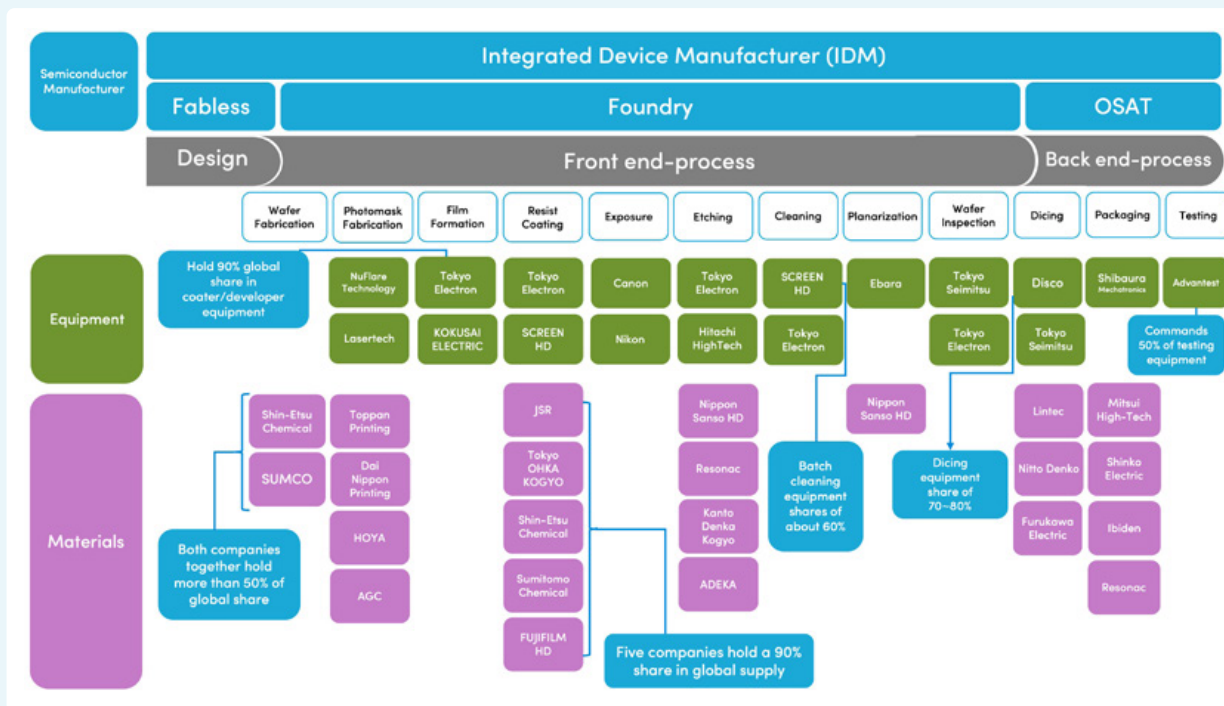 Semiconductor
Manufacturer
Integrated Device Manufacturer (IDM)
Fabless
Foundry
OSAT
Design
Front end-process
Back end-process
Wafer
Fabrication
Photomask
Fabrication
Film
Formation
Resist
Coating
Exposure
Etching
Cleaning
Planarization
Wafer
Inspection
Dicing
Packaging
Testing
Equipment
Hold 90% global
share in
coater/developer
equipment
NuFlare
Technology
Tokyo
Electron
Tokyo
Electron
Canon
Tokyo
Electron
SCREEN
HD
Ebara
Tokyo
Seimitsu
Disco
Shibaura
Mechatronics
Advantest
Lasertech
KOKUSAI
ELECTRIC
SCREEN
HD
Nikon
Hitachi
HighTech
Tokyo
Electron
Tokyo
Electron
Tokyo
Seimitsu
Commands
50% of testing
equipment
Materials
Shin-Etsu
Chemical
Toppan
Printing
JSR
Nippon
Sanso HD
Nippon
Sanso HD
Lintec
Mitsui
High-Tech
SUMCO
Dai
Nippon
Printing
Tokyo
OHKA
KOGYO
Resonac
Batch
cleaning
equipment
shares of
about 60%
Dicing
equipment
share of
70~80%
Nitto Denko
Shinko
Electric
Both companies
together hold
more than 50% of
global share
HOYA
Shin-Etsu
Chemical
Kanto
Denka
Kogyo
Furukawa
Electric
Ibiden
AGC
Sumitomo
Chemical
ADEKA
Resonac
FUJIFILM
HD
Five companies hold a 90%
share in global supply